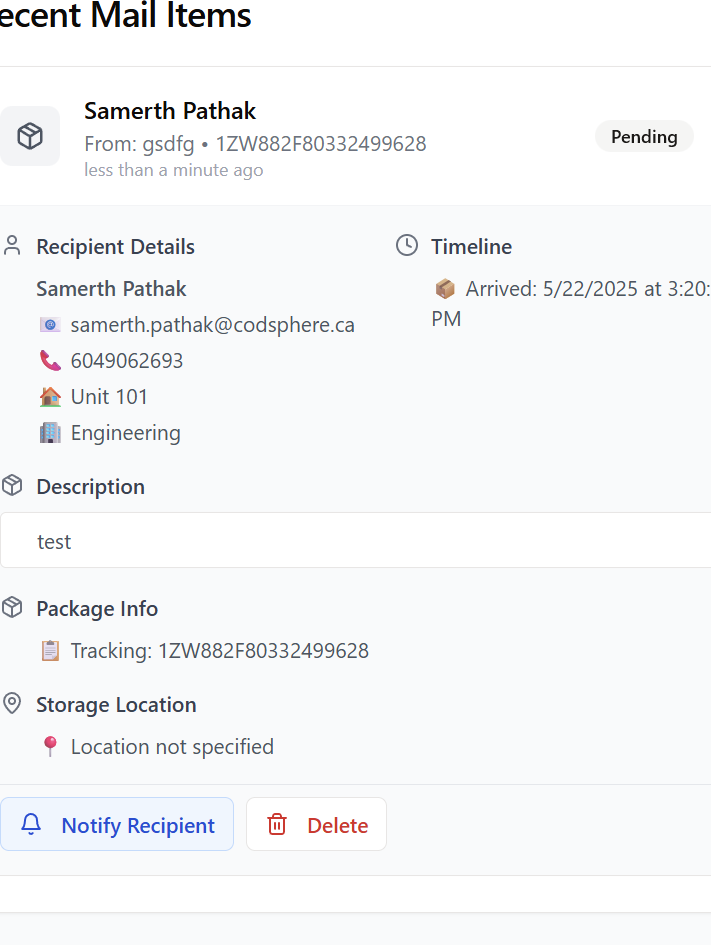 ecent Mail Items
Samerth Pathak
From: gsdfg • 1ZW882F80332499628
less than a minute ago
Pending
Recipient Details
Samerth Pathak
samerth.pathak@codsphere.ca
6049062693
Unit 101
Engineering
Timeline
Arrived: 5/22/2025 at 3:20:
PM
Description
test
Package Info
Tracking: 1ZW882F80332499628
Storage Location
Location not specified
Notify Recipient
Delete